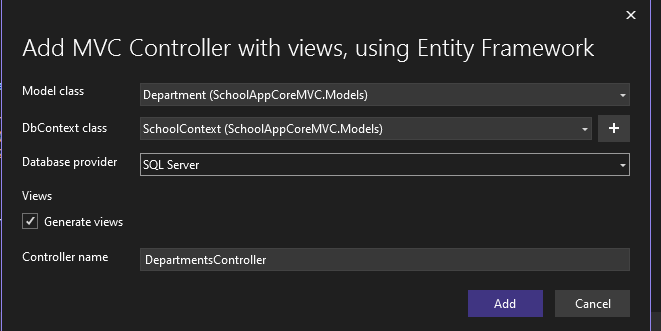 Add MVC Controller with views, using Entity Framework
Model class
Department (SchoolAppCoreMVC.Models)
DbContext class
SchoolContext (SchoolAppCoreMVC.Models)
Database provider
SQL Server
Views
Generate views
Controller name
DepartmentsController
Add
Cancel